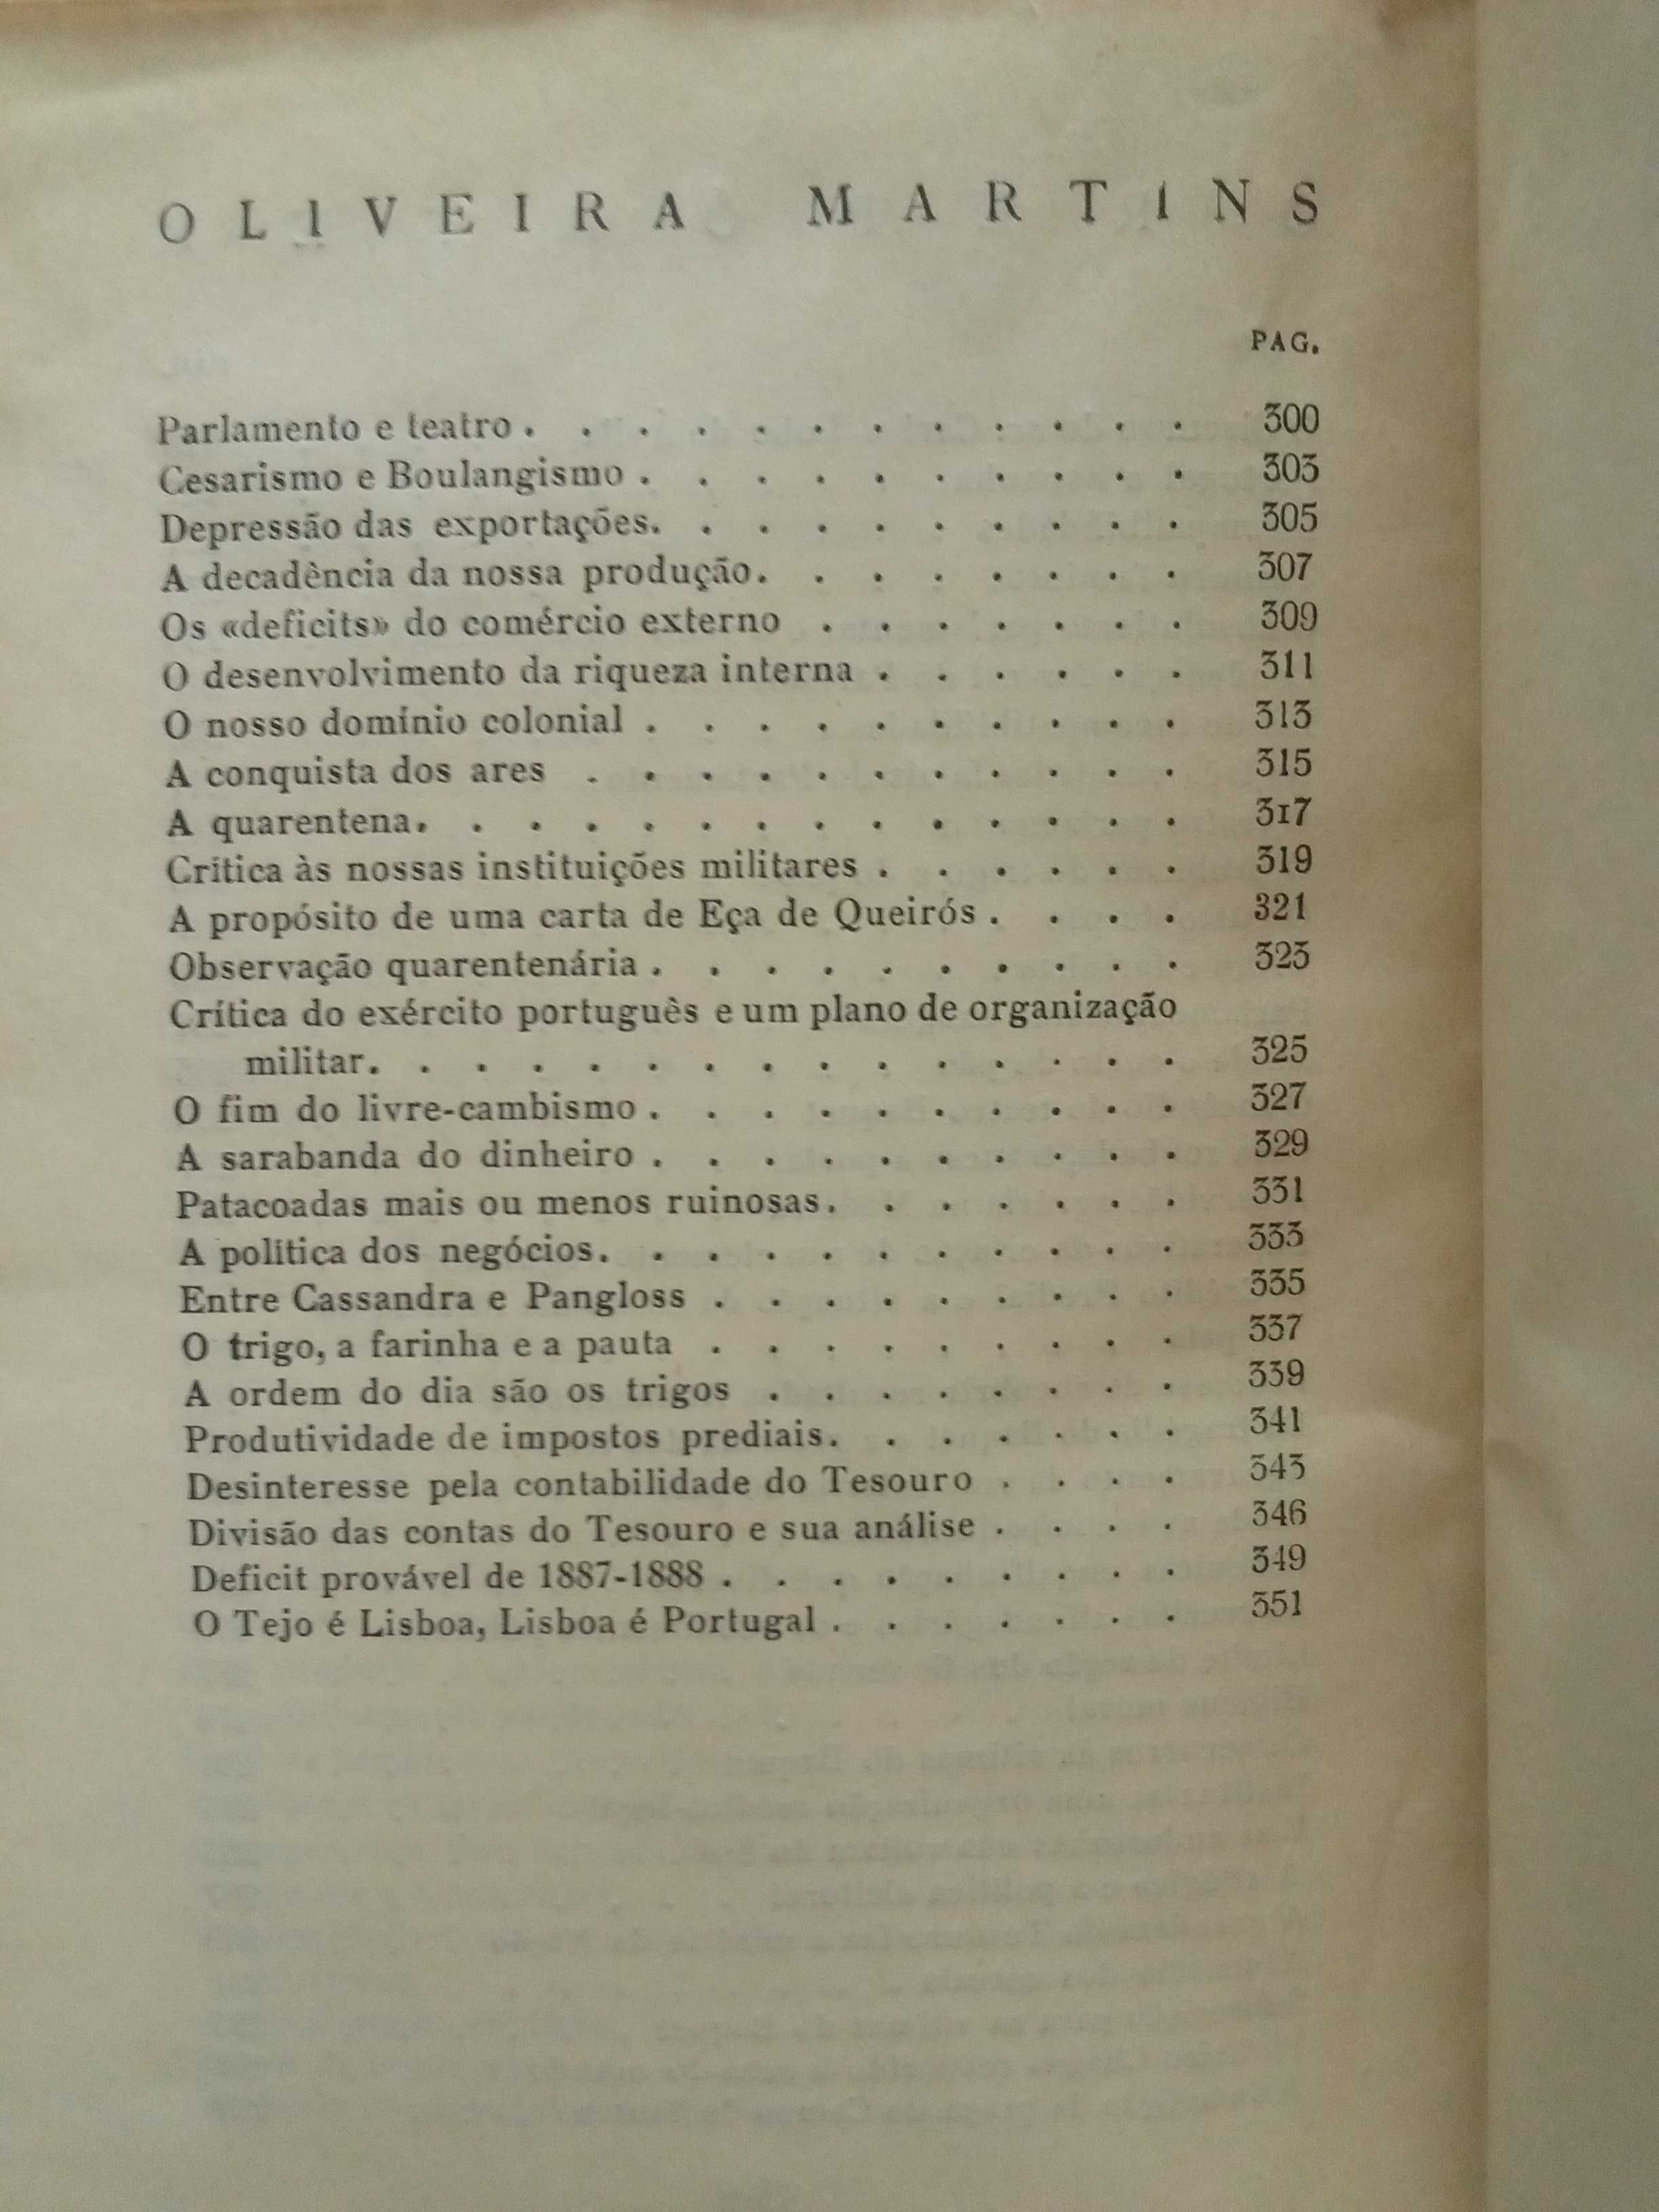 OLIVEIRA MARTINS
PAG.
Parlamento e teatro . . . . . . . . . . . . 300
Cesarismo e Boulangismo . . . . . . . . . . 303
Depressão das exportações. . . . . . . . . . 305
A decadência da nossa produção. . . . . . . . 307
Os «deficits» do comércio externo . . . . . . . 309
O desenvolvimento da riqueza interna . . . . . . 311
O nosso domínio colonial . . . . . . . . . . 313
A conquista dos ares . . . . . . . . . . . 315
A quarentena. . . . . . . . . . . . . . 317
Crítica às nossas instituições militares . . . . . . 319
A propósito de uma carta de Eça de Queirós . . . . 321
Observação quarentenária . . . . . . . . . . 323
Crítica do exército português e um plano de organização
militar. . . . . . . . . . . . . . . 325
O fim do livre-cambismo . . . . . . . . . . 327
A sarabanda do dinheiro . . . . . . . . . . 329
Patacoadas mais ou menos ruinosas. . . . . . . 331
A política dos negócios. . . . . . . . . . . 333
Entre Cassandra e Pangloss . . . . . . . . . 335
O trigo, a farinha e a pauta . . . . . . . . . 337
A ordem do dia são os trigos . . . . . . . . 339
Produtividade de impostos prediais. . . . . . . 341
Desinteresse pela contabilidade do Tesouro . . . . 343
Divisão das contas do Tesouro e sua análise . . . . 346
Deficit provável de 1887-1888 . . . . . . . . . 349
O Tejo é Lisboa, Lisboa é Portugal . . . . . . . 351